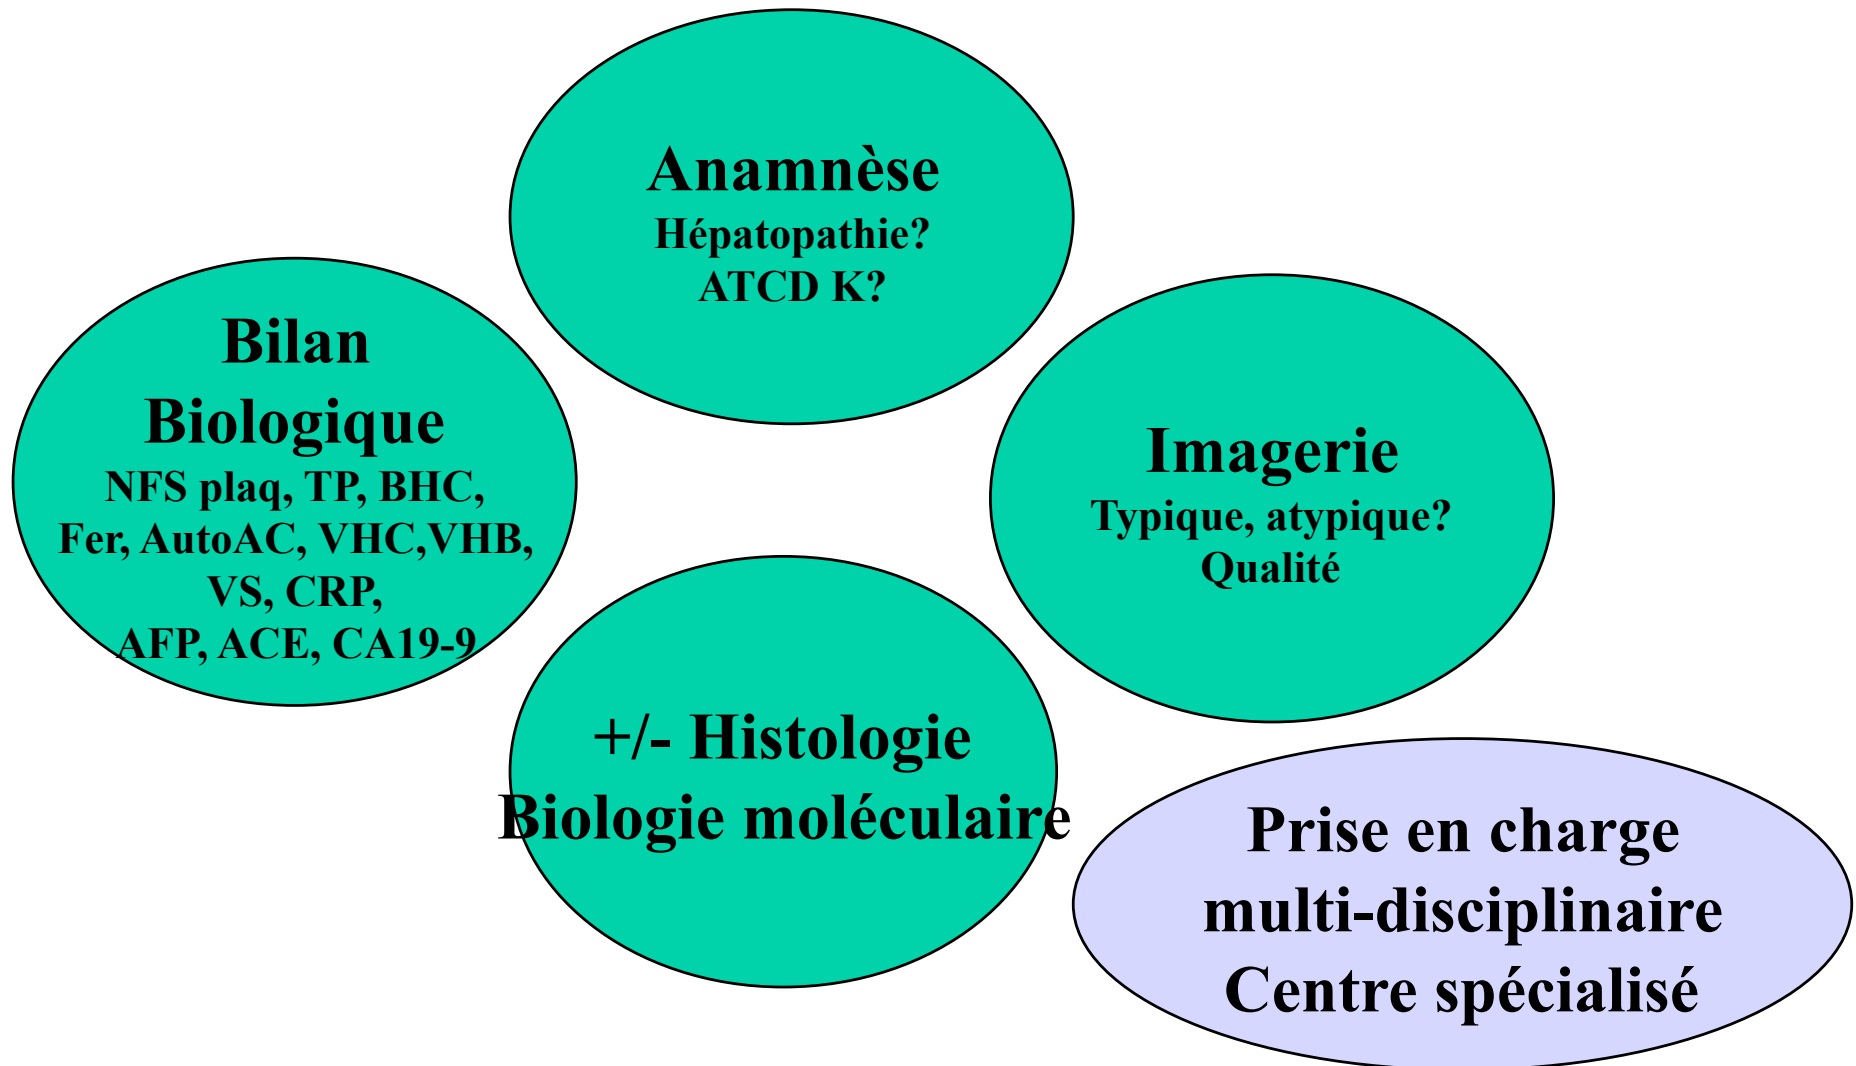 Anamnèse
Hépatopathie?
ATCD K?
Bilan
Biologique
NFS plaq, TP, BHC,
Fer, AutoAC, VHC,VHB,
VS, CRP,
AFP, ACE, CA19-9
Imagerie
Typique, atypique?
Qualité
+/- Histologie
Biologie moléculaire
Prise en charge
multi-disciplinaire
Centre spécialisé